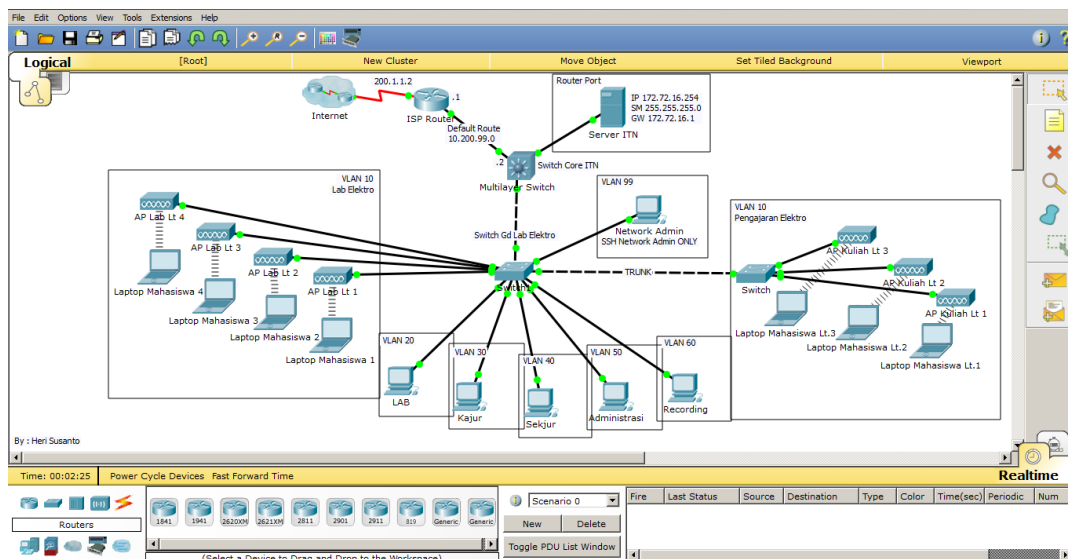 File Edit Options View Tools Extensions Help
Logical
[Root]
New Cluster
Move Object
Set Tiled Background
Viewport
200.1.1.2
Internet
.1
ISP Router
Default Route
10.200.99.0
.2
Router Port
IP 172.72.16.254
SM 255.255.255.0
GW 172.72.16.1
Server ITN
Switch Core ITN
Multilayer Switch
VLAN 10
Lab Elektro
AP Lab Lt 4
AP Lab Lt 3
AP Lab Lt 2
AP Lab Lt 1
Laptop Mahasiswa 4
Laptop Mahasiswa 3
Laptop Mahasiswa 2
Laptop Mahasiswa 1
VLAN 99
Network Admin
SSH Network Admin ONLY
Switch Gd Lab Elektro
Switch1
TRUNK
VLAN 10
Pengajaran Elektro
Switch
AP Kuliah Lt 3
AP Kuliah Lt 2
AP Kuliah Lt 1
Laptop Mahasiswa Lt.3
Laptop Mahasiswa Lt.2
Laptop Mahasiswa Lt.1
VLAN 20
LAB
VLAN 30
Kajur
VLAN 40
Sekjur
VLAN 50
Administrasi
VLAN 60
Recording
By : Heri Susanto
Time: 00:02:25
Power Cycle Devices Fast Forward Time
Realtime
Routers
1841
1941
2620XM
2621XM
2811
2901
2911
819
Generic
Generic
(Select a Device to Drag and Drop to the Workspace)
Scenario 0
New
Delete
Toggle PDU List Window
Fire
Last Status
Source
Destination
Type
Color
Time(sec)
Periodic
Num